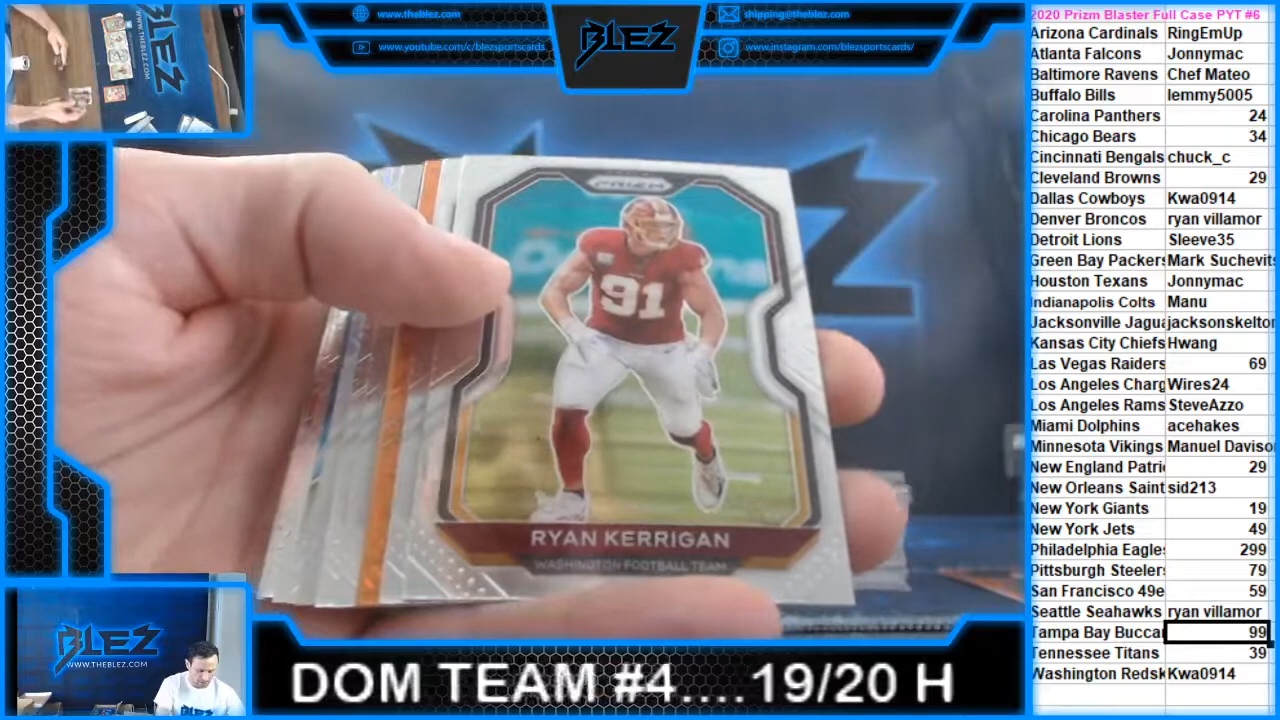 www.theblez.com
shipping@theblez.com
www.youtube.com/c/blezsportscards
www.instagram.com/blezsportscards/
BLEZ
BLEZ
WWW.THEBLEZ.COM
PRIZM
91
RYAN KERRIGAN
WASHINGTON FOOTBALL TEAM
BLEZ
WWW.THEBLEZ.COM
DOM TEAM #4.... 19/20 H
2020 Prizm Blaster Full Case PYT #6
Arizona Cardinals RingEmUp
Atlanta Falcons Jonnymac
Baltimore Ravens Chef Mateo
Buffalo Bills lemmy5005
Carolina Panthers 24
Chicago Bears 34
Cincinnati Bengals chuck_c
Cleveland Browns 29
Dallas Cowboys Kwa0914
Denver Broncos ryan villamor
Detroit Lions Sleeve35
Green Bay Packers Mark Suchevits
Houston Texans Jonnymac
Indianapolis Colts Manu
Jacksonville Jagua jacksonskelton
Kansas City Chiefs Hwang
Las Vegas Raiders 69
Los Angeles Charg Wires24
Los Angeles Rams SteveAzzo
Miami Dolphins acehakes
Minnesota Vikings Manuel Davison
New England Patri 29
New Orleans Saint sid213
New York Giants 19
New York Jets 49
Philadelphia Eagle 299
Pittsburgh Steeler 79
San Francisco 49e 59
Seattle Seahawks ryan villamor
Tampa Bay Bucca 99
Tennessee Titans 39
Washington Redsk Kwa0914